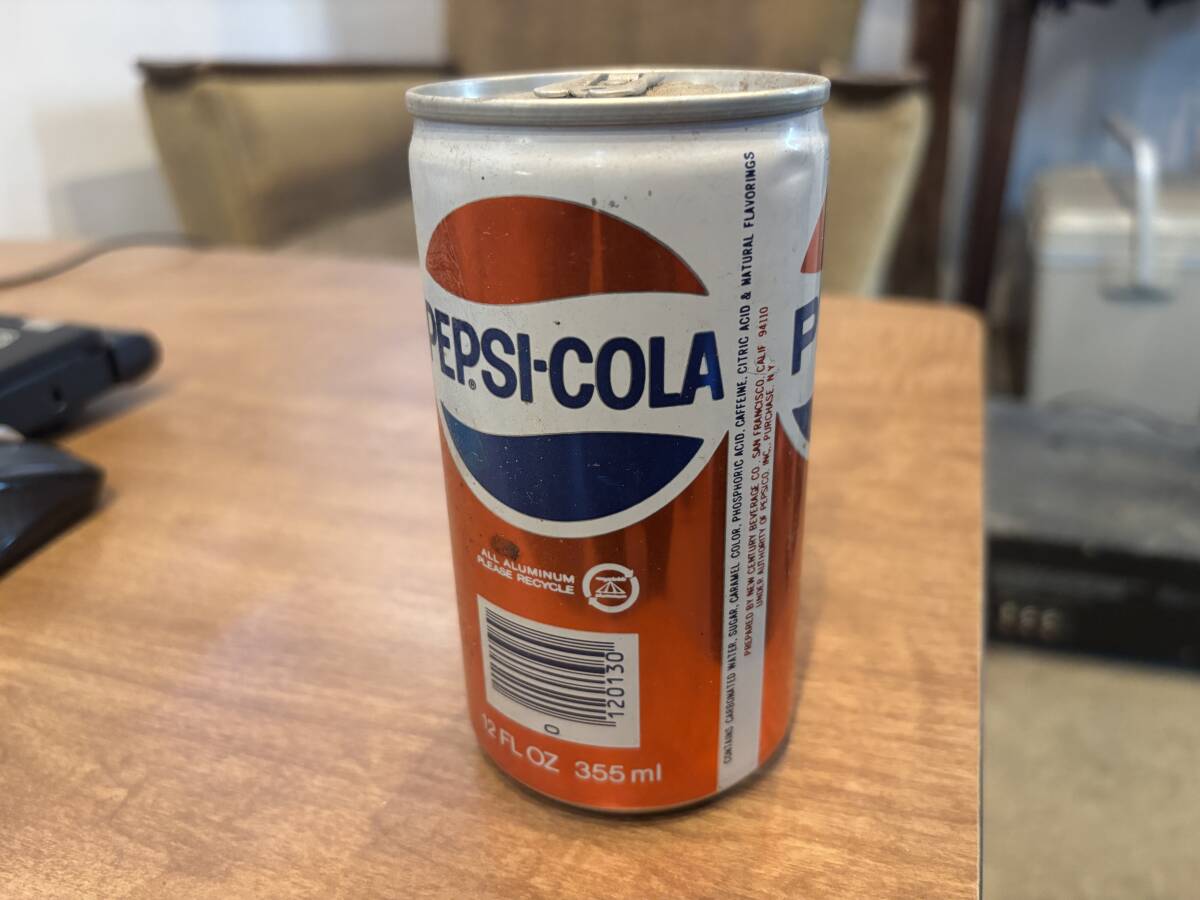 PEPSI-COLA
®
ALL ALUMINUM
PLEASE RECYCLE
0 120130
12 FL OZ 355 ml
CONTAINS CARBONATED WATER, SUGAR, CARAMEL COLOR, PHOSPHORIC ACID, CAFFEINE, CITRIC ACID & NATURAL FLAVORINGS
PREPARED BY NEW CENTURY BEVERAGE CO., SAN FRANCISCO, CALIF 94110
UNDER AUTHORITY OF PEPSICO, INC., PURCHASE, N.Y.
P